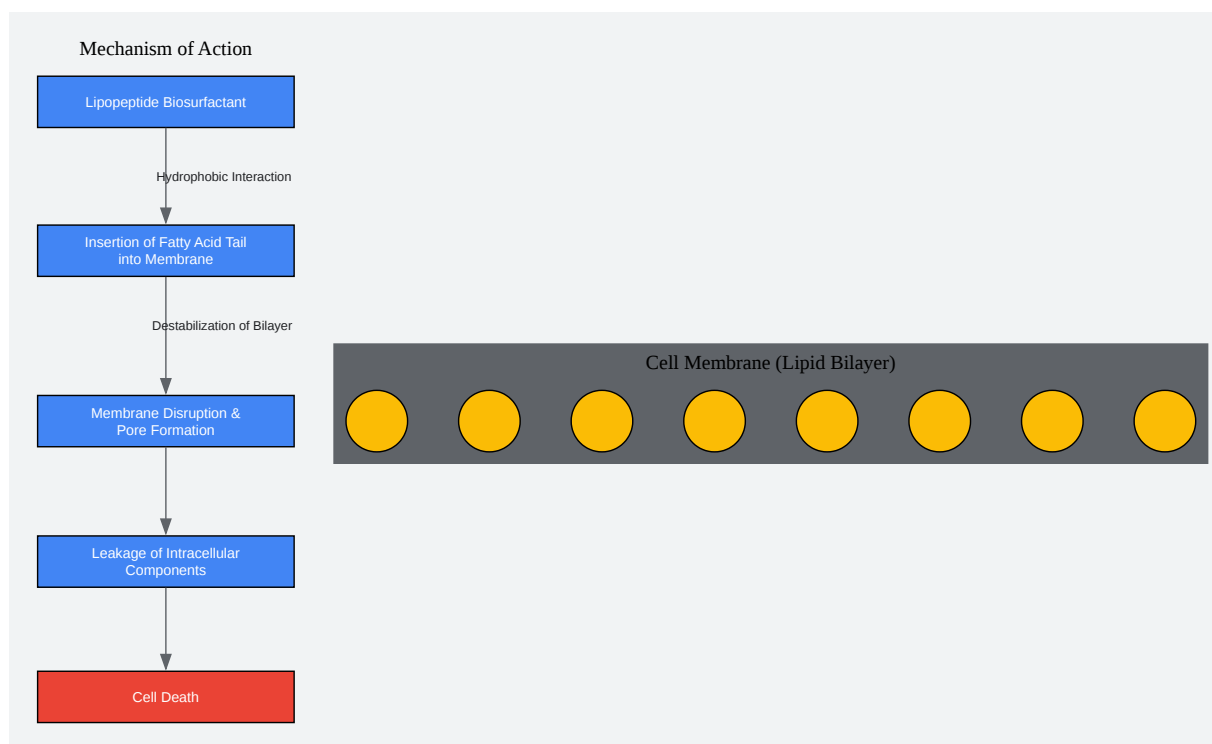 Mechanism of Action
Lipopeptide Biosurfactant
Hydrophobic Interaction
Insertion of Fatty Acid Tail
into Membrane
Destabilization of Bilayer
Membrane Disruption &
Pore Formation
Leakage of Intracellular
Components
Cell Death
Cell Membrane (Lipid Bilayer)